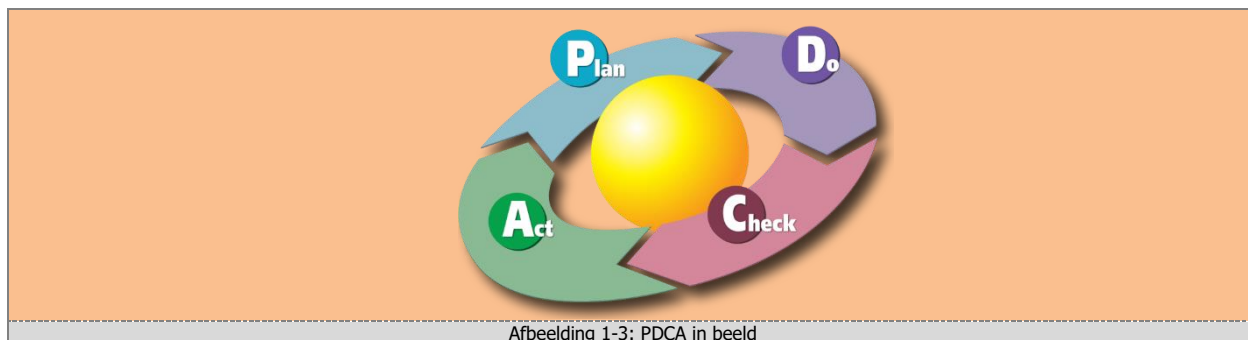 Plan
Do
Check
Act
Afbeelding 1-3: PDCA in beeld